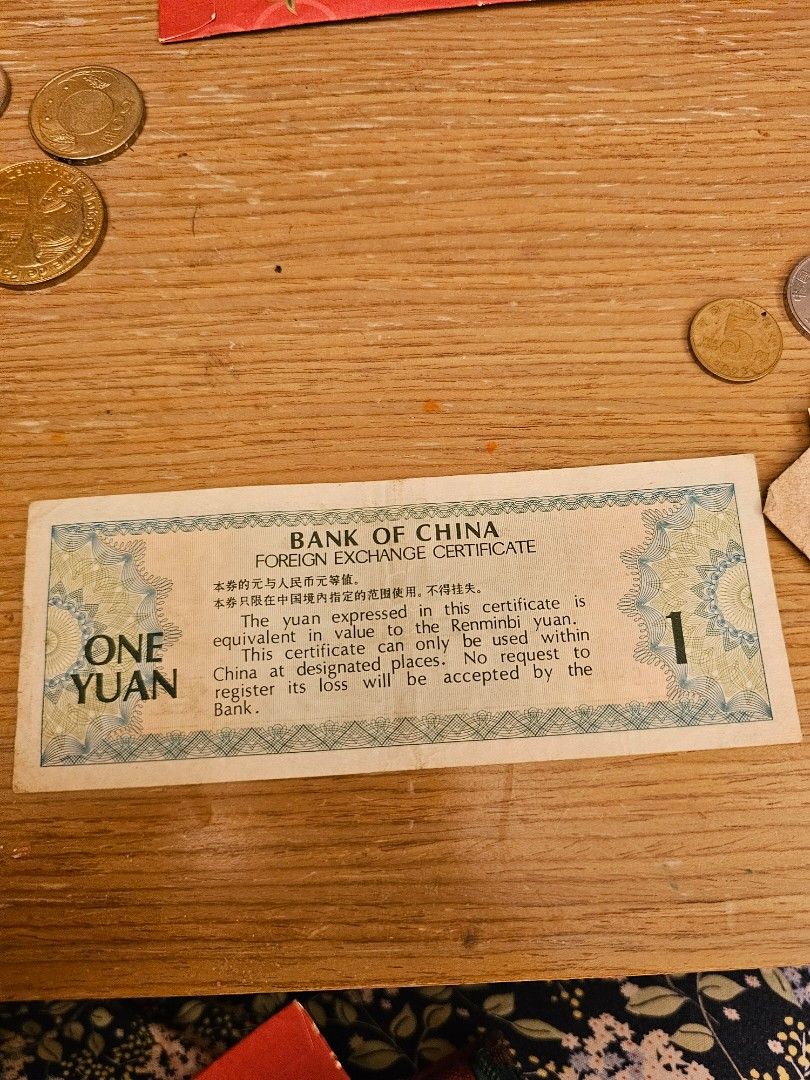 5
BANK OF CHINA
FOREIGN EXCHANGE CERTIFICATE
本券的元与人民币元等值。
本券只限在中国境内指定的范围使用。不得挂失。
The yuan expressed in this certificate is
equivalent in value to the Renminbi yuan.
This certificate can only be used within
China at designated places. No request to
register its loss will be accepted by the
Bank.
ONE
YUAN
1